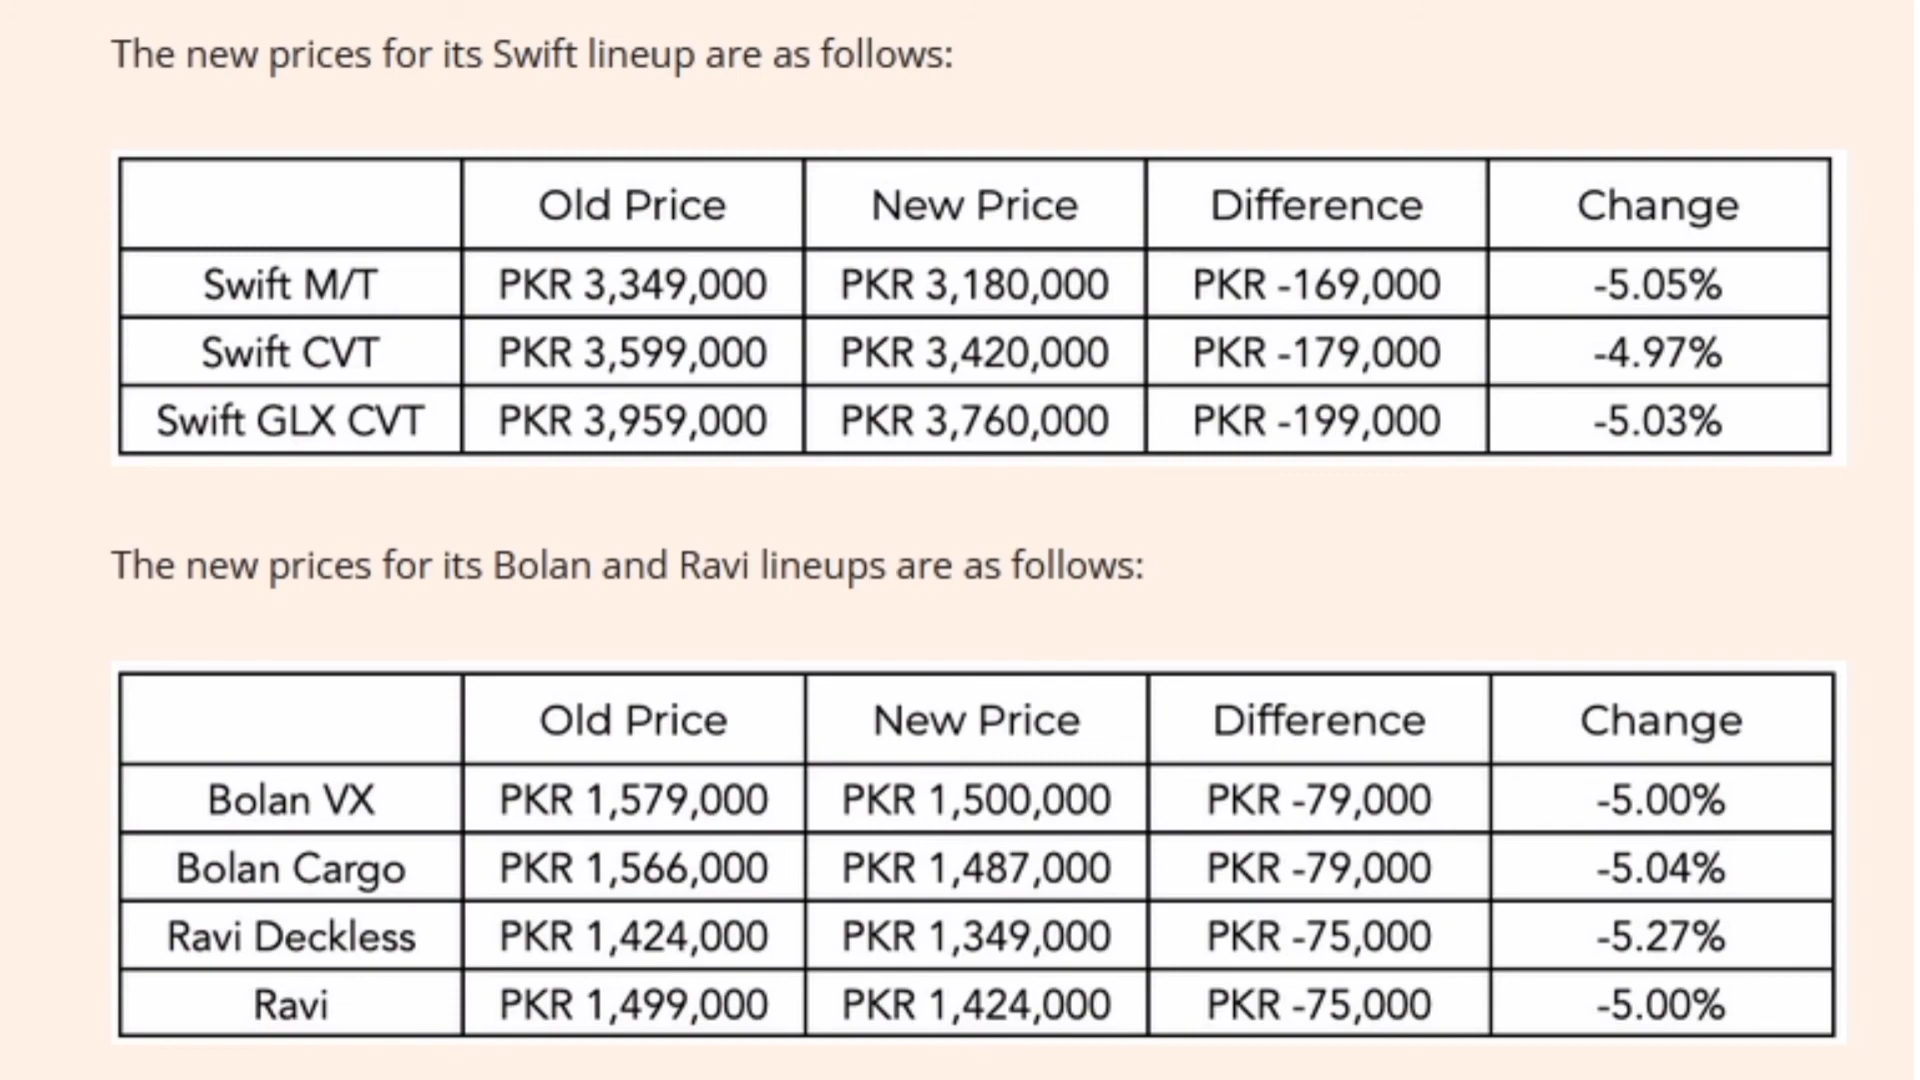 The new prices for its Swift lineup are as follows:
Old Price New Price Difference Change
Swift M/T PKR 3,349,000 PKR 3,180,000 PKR -169,000 -5.05%
Swift CVT PKR 3,599,000 PKR 3,420,000 PKR -179,000 -4.97%
Swift GLX CVT PKR 3,959,000 PKR 3,760,000 PKR -199,000 -5.03%
The new prices for its Bolan and Ravi lineups are as follows:
Old Price New Price Difference Change
Bolan VX PKR 1,579,000 PKR 1,500,000 PKR -79,000 -5.00%
Bolan Cargo PKR 1,566,000 PKR 1,487,000 PKR -79,000 -5.04%
Ravi Deckless PKR 1,424,000 PKR 1,349,000 PKR -75,000 -5.27%
Ravi PKR 1,499,000 PKR 1,424,000 PKR -75,000 -5.00%